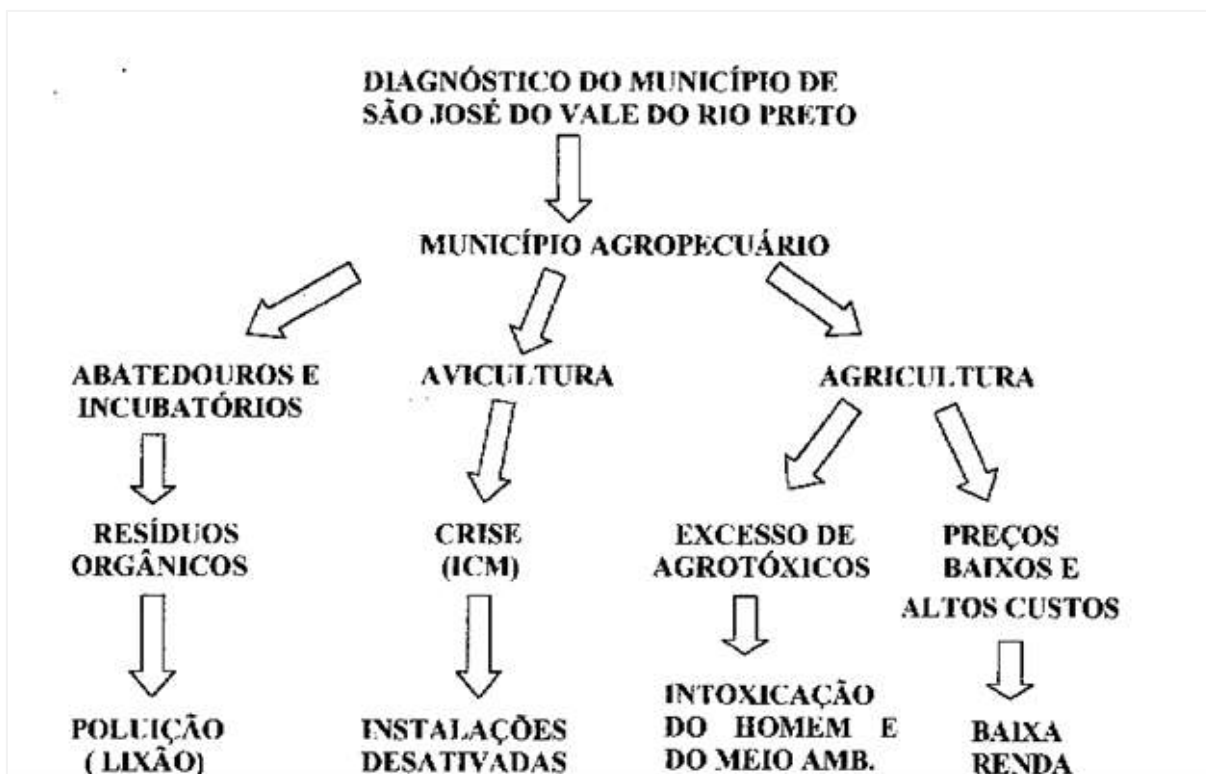 DIAGNÓSTICO DO MUNICÍPIO DE
SÃO JOSÉ DO VALE DO RIO PRETO
MUNICÍPIO AGROPECUÁRIO
ABATEDOUROS E
INCUBATÓRIOS
AVICULTURA
AGRICULTURA
RESÍDUOS
ORGÂNICOS
CRISE
(ICM)
EXCESSO DE
AGROTÓXICOS
PREÇOS
BAIXOS E
ALTOS CUSTOS
POLUIÇÃO
( LIXÃO)
INSTALAÇÕES
DESATIVADAS
INTOXICAÇÃO
DO HOMEM E
DO MEIO AMB.
BAIXA
RENDA